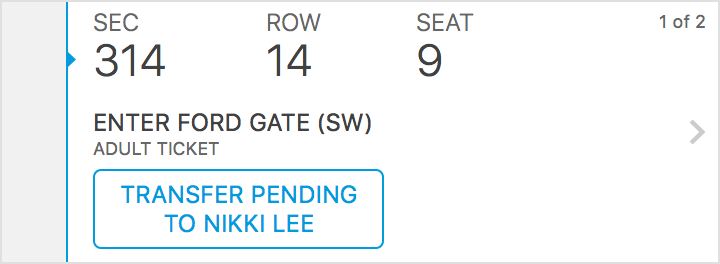 SEC ROW SEAT 1 of 2
314 14 9
ENTER FORD GATE (SW)
ADULT TICKET
TRANSFER PENDING
TO NIKKI LEE